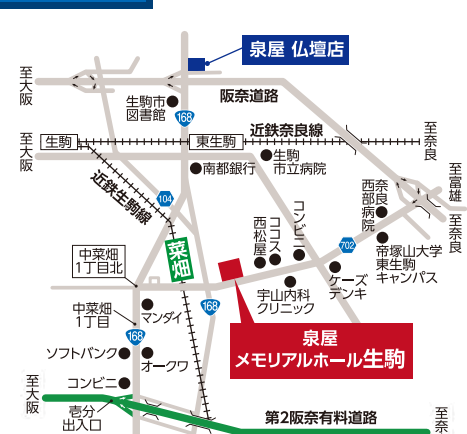 泉屋 仏壇店
至大阪
阪奈道路
生駒市
図書館
168
近鉄奈良線
至奈良
至大阪
生駒
東生駒
生駒
市立病院
南都銀行
至富雄
近鉄生駒線
104
奈良
西部病院
至奈良
コンビニ
ココス
西松屋
702
帝塚山大学
東生駒
キャンパス
菜畑
中菜畑
1丁目北
ケーズ
デンキ
宇山内科
クリニック
168
マンダイ
中菜畑
1丁目
168
泉屋
メモリアルホール生駒
ソフトバンク
オークワ
コンビニ
至大阪
壱分
出入口
第2阪奈有料道路
至奈